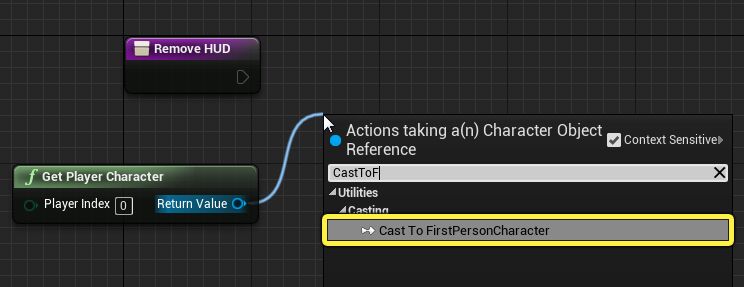 Remove HUD
Actions taking a(n) Character Object
Reference
Context Sensitive
CastToF
Utilities
Casting
Cast To FirstPersonCharacter
f Get Player Character
Player Index 0 Return Value